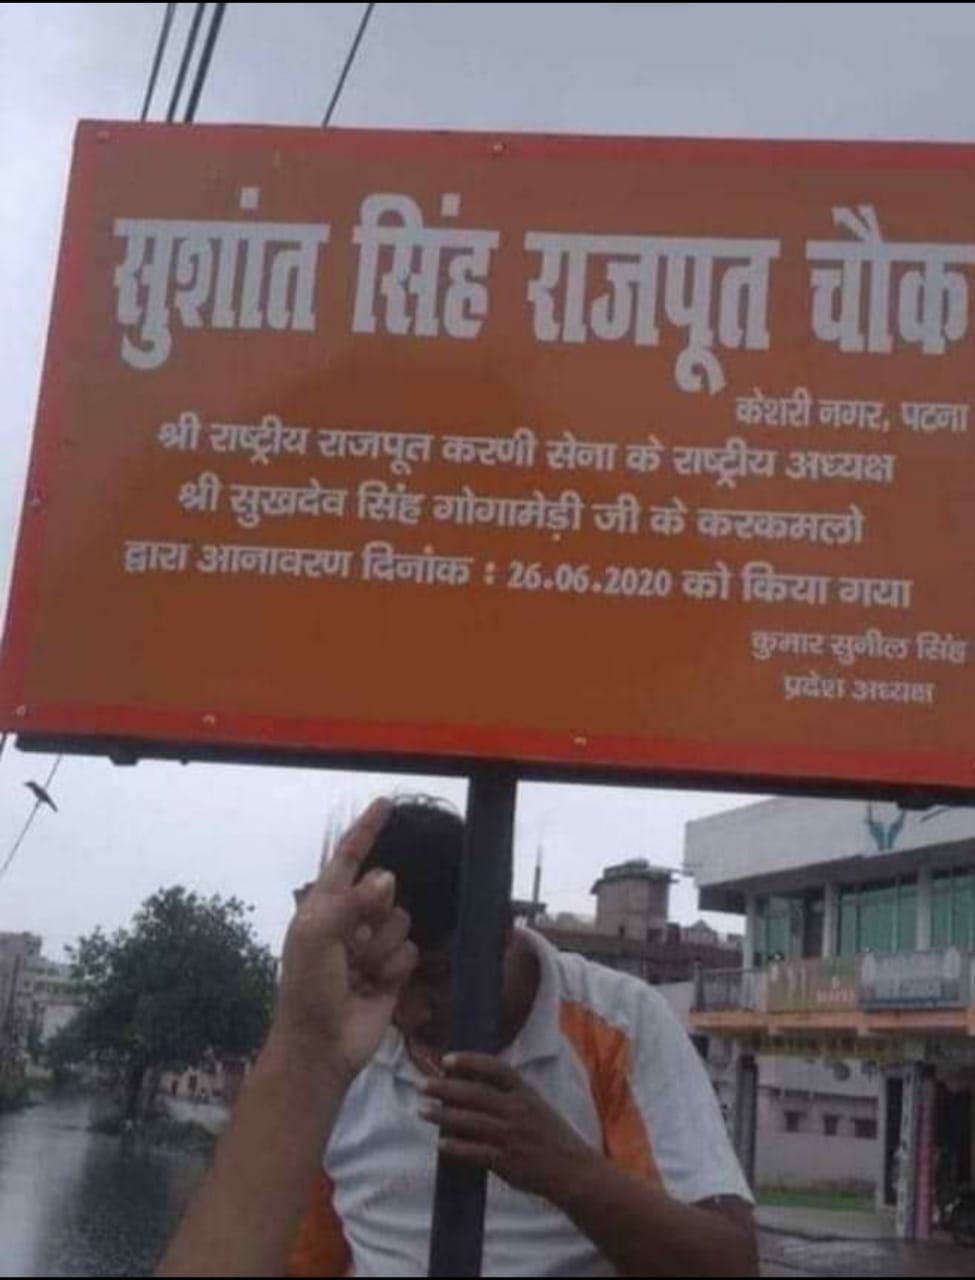 सुशांत सिंह राजपूत चौक
केशरी नगर, पटना
श्री राष्ट्रीय राजपूत करणी सेना के राष्ट्रीय अध्यक्ष
श्री सुखदेव सिंह गोगामेड़ी जी के करकमलो
द्वारा आनावरण दिनांक : 26.06.2020 को किया गया
कुमार सुनील सिंह
प्रदेश अध्यक्ष